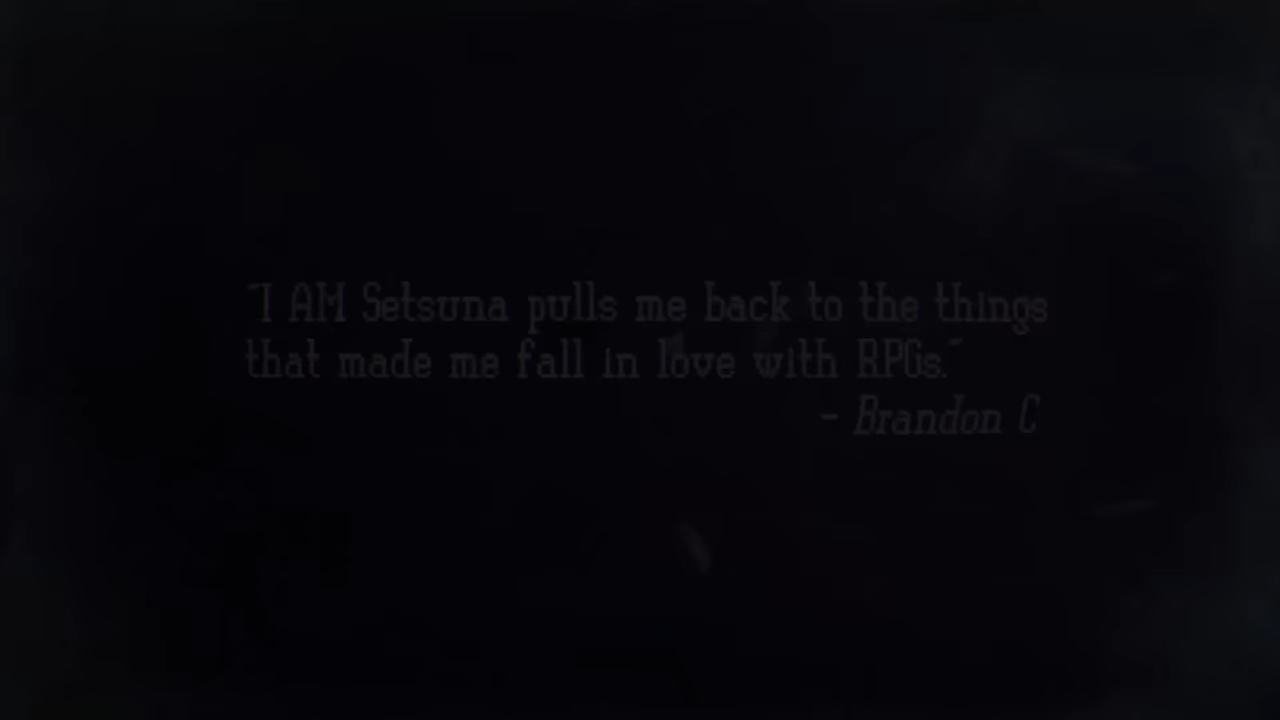 "I AM Setsuna pulls me back to the things
that made me fall in love with RPGs."
- Brandon C